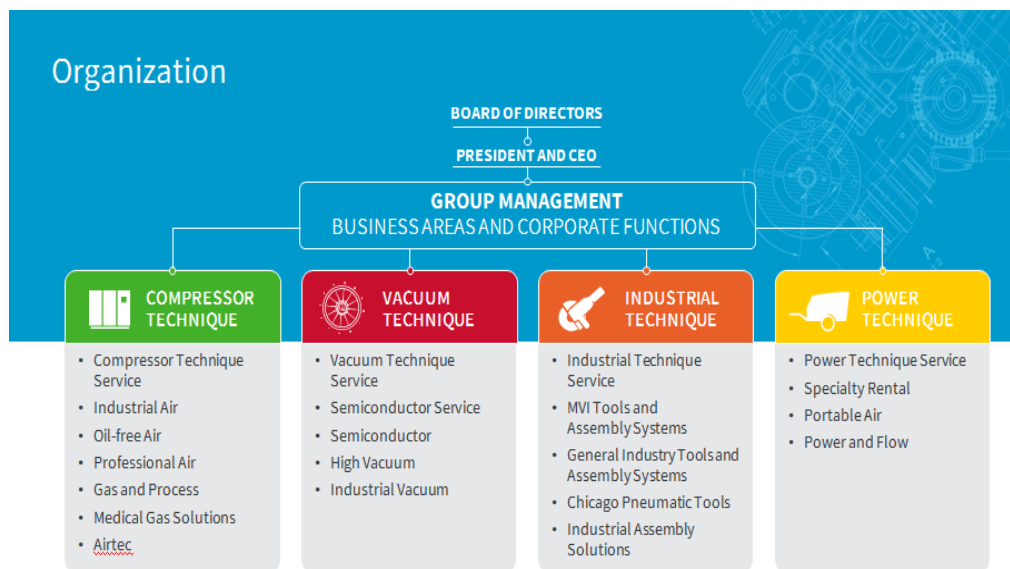 Organization
BOARD OF DIRECTORS
PRESIDENT AND CEO
GROUP MANAGEMENT
BUSINESS AREAS AND CORPORATE FUNCTIONS
COMPRESSOR
TECHNIQUE
• Compressor Technique
Service
• Industrial Air
• Oil-free Air
• Professional Air
• Gas and Process
• Medical Gas Solutions
• Airtec
VACUUM
TECHNIQUE
• Vacuum Technique
Service
• Semiconductor Service
• Semiconductor
• High Vacuum
• Industrial Vacuum
INDUSTRIAL
TECHNIQUE
• Industrial Technique
Service
• MVI Tools and
Assembly Systems
• General Industry Tools and
Assembly Systems
• Chicago Pneumatic Tools
• Industrial Assembly
Solutions
POWER
TECHNIQUE
• Power Technique Service
• Specialty Rental
• Portable Air
• Power and Flow